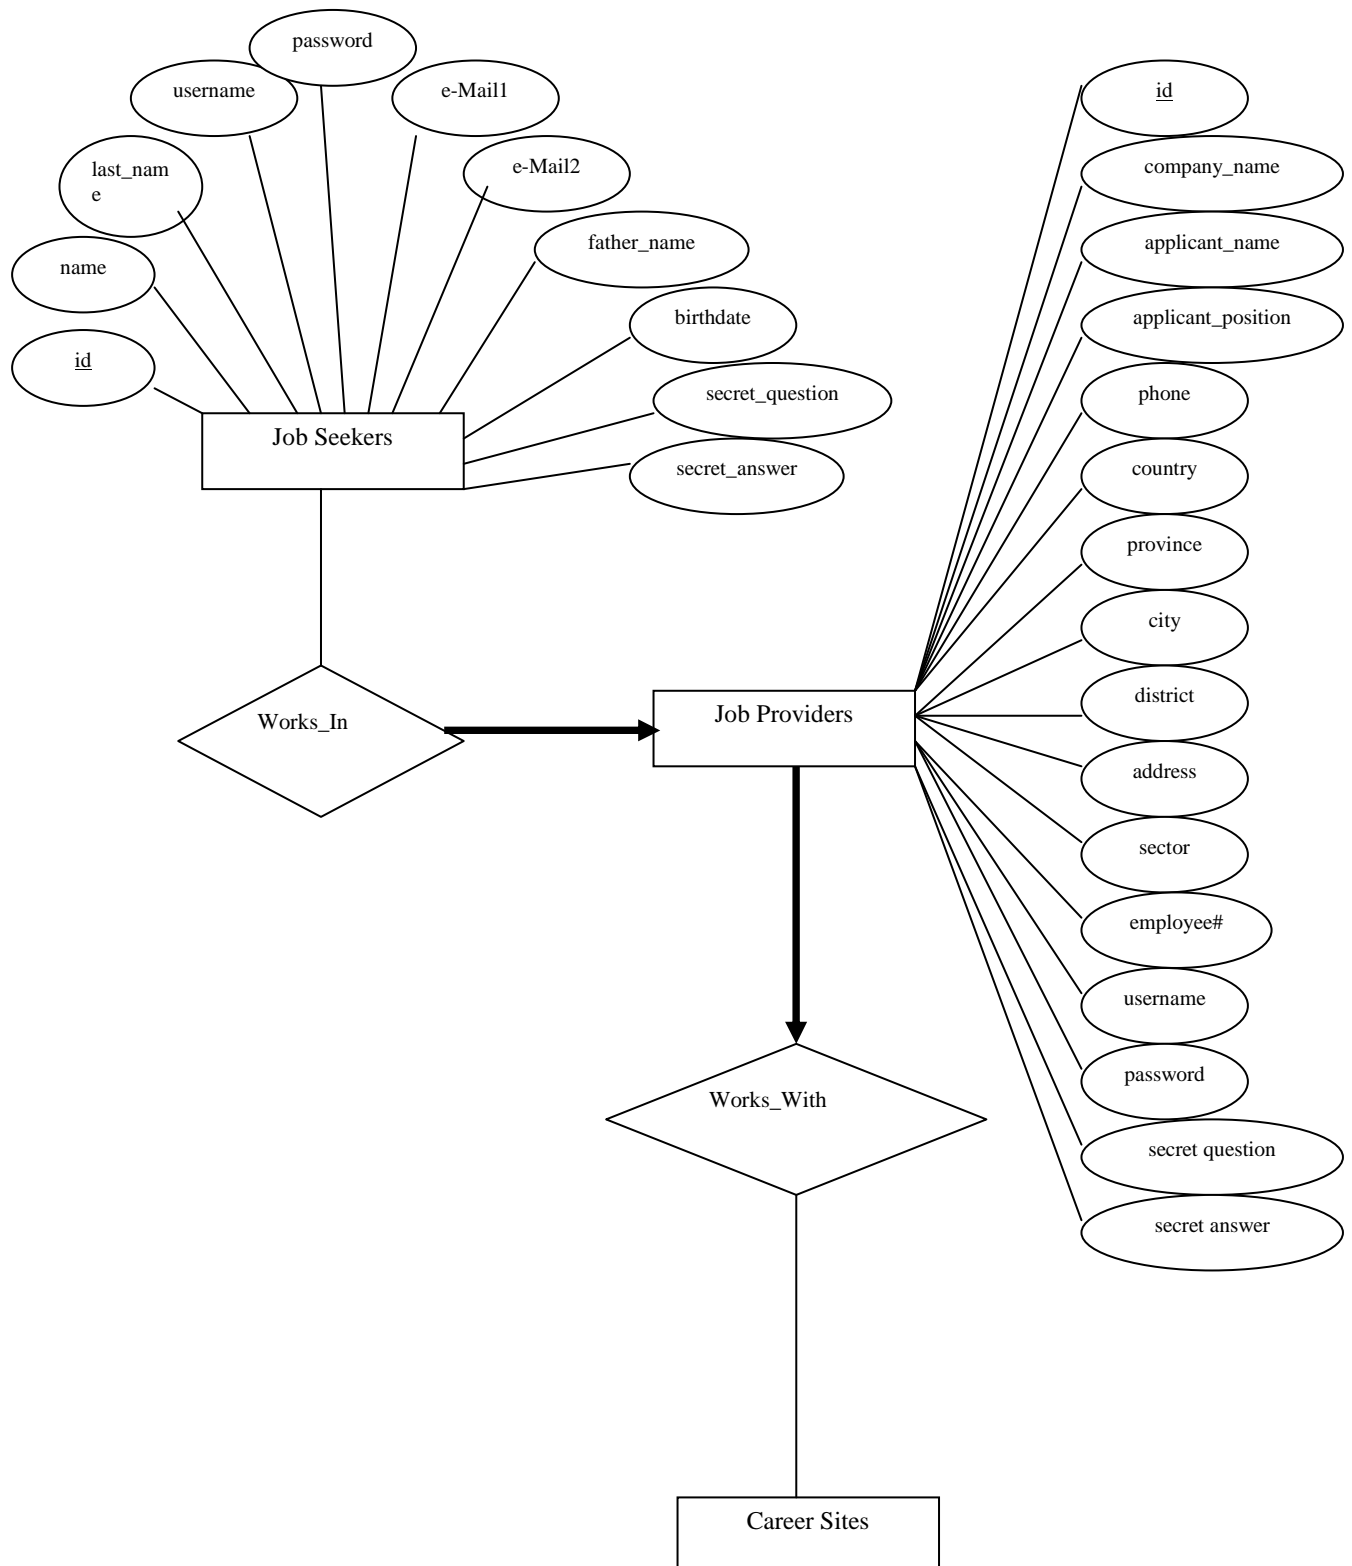 password
username
e-Mail1
id
last_nam
e
e-Mail2
company_name
name
father_name
applicant_name
id
birthdate
applicant_position
secret_question
phone
Job Seekers
secret_answer
country
province
city
Works_In
Job Providers
district
address
sector
employee#
username
password
Works_With
secret question
secret answer
Career Sites